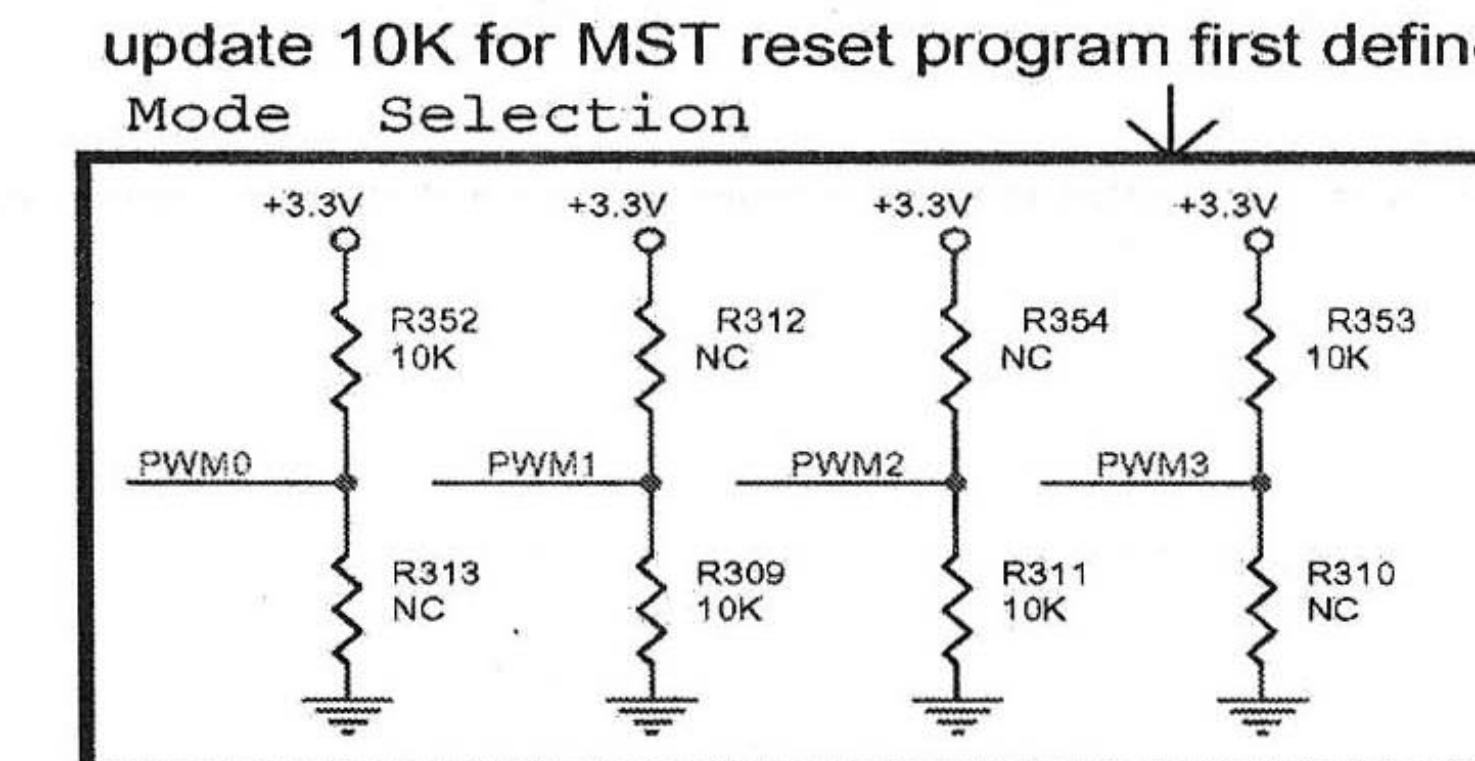 update 10K for MST reset program first defin
Mode Selection
+3.3V +3.3V +3.3V +3.3V
R352 R312 R354 R353
10K NC NC 10K
PWM0 PWM1 PWM2 PWM3
R313 R309 R311 R310
NC 10K 10K NC